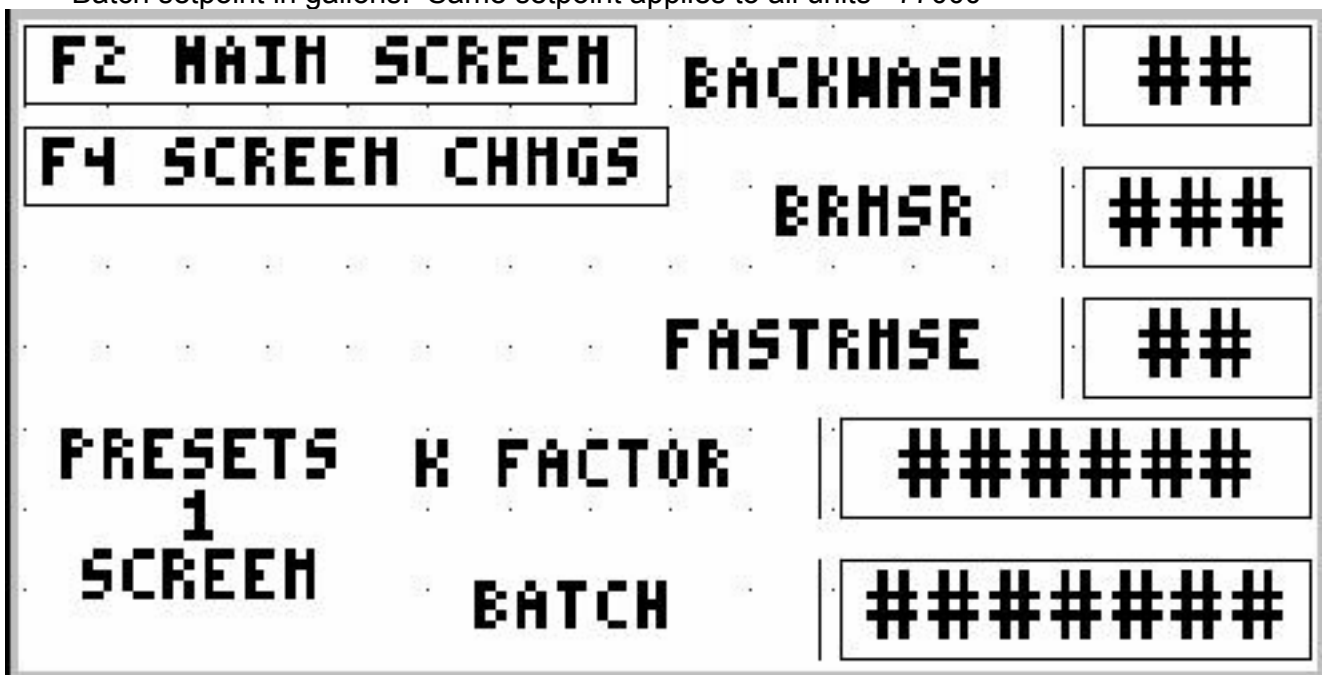 Batch setpoint in gallons. Same setpoint applies to all units
F2 MAIN SCREEN
BACKWASH ##
F4 SCREEN CHNGS
BRNSR ###
FASTRNSE ##
PRESETS
1
SCREEN
K FACTOR ######
BATCH #######